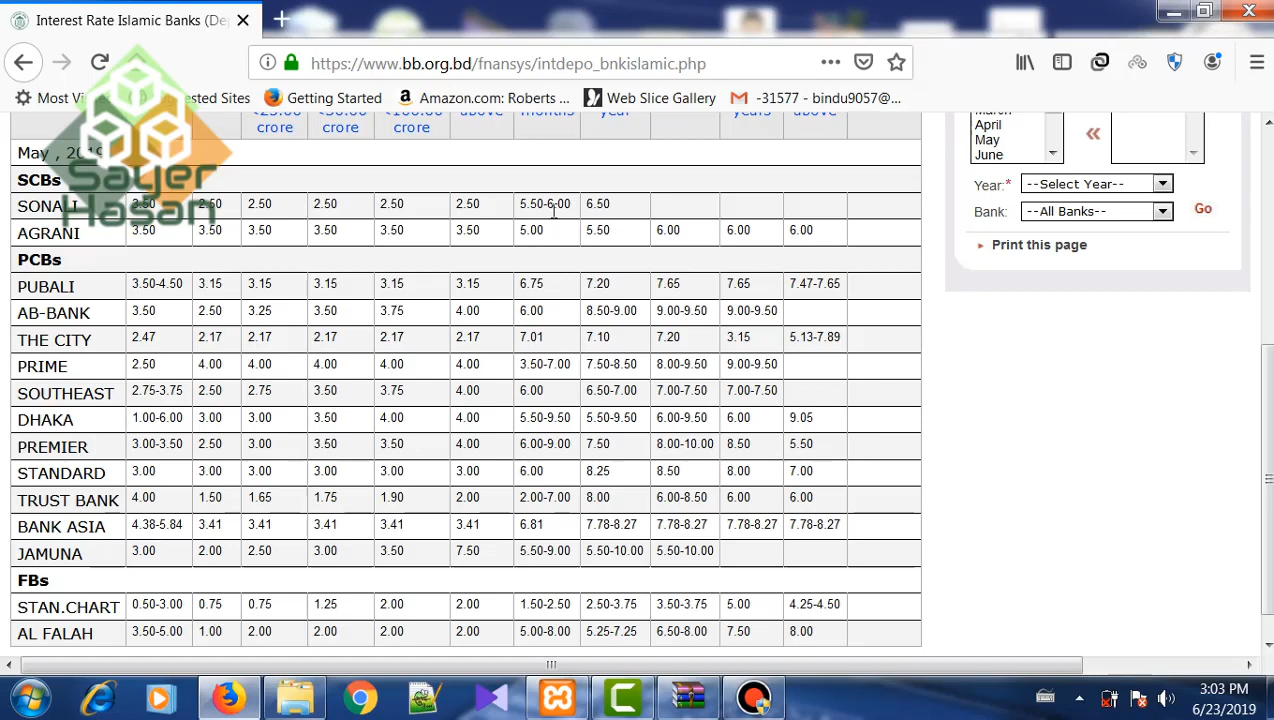 Interest Rate Islamic Banks (De
https://www.bb.org.bd/fnansys/intdepo_bnkislamic.php
Most Vi ested Sites Getting Started Amazon.com: Roberts ... Web Slice Gallery -31577 - bindu9057@...
<25.00 <50.00 <100.00 above months year years above
crore crore crore
May , 2019
SCBs
SONALI 3.50 2.50 2.50 2.50 2.50 2.50 5.50-6.00 6.50
AGRANI 3.50 3.50 3.50 3.50 3.50 3.50 5.00 5.50 6.00 6.00 6.00
PCBs
PUBALI 3.50-4.50 3.15 3.15 3.15 3.15 3.15 6.75 7.20 7.65 7.65 7.47-7.65
AB-BANK 3.50 2.50 3.25 3.50 3.75 4.00 6.00 8.50-9.00 9.00-9.50 9.00-9.50
THE CITY 2.47 2.17 2.17 2.17 2.17 2.17 7.01 7.10 7.20 3.15 5.13-7.89
PRIME 2.50 4.00 4.00 4.00 4.00 4.00 3.50-7.00 7.50-8.50 8.00-9.50 9.00-9.50
SOUTHEAST 2.75-3.75 2.50 2.75 3.50 3.75 4.00 6.00 6.50-7.00 7.00-7.50 7.00-7.50
DHAKA 1.00-6.00 3.00 3.00 3.50 4.00 4.00 5.50-9.50 5.50-9.50 6.00-9.50 6.00 9.05
PREMIER 3.00-3.50 2.50 3.00 3.50 3.50 4.00 6.00-9.00 7.50 8.00-10.00 8.50 5.50
STANDARD 3.00 3.00 3.00 3.00 3.00 3.00 6.00 8.25 8.50 8.00 7.00
TRUST BANK 4.00 1.50 1.65 1.75 1.90 2.00 2.00-7.00 8.00 6.00-8.50 6.00 6.00
BANK ASIA 4.38-5.84 3.41 3.41 3.41 3.41 3.41 6.81 7.78-8.27 7.78-8.27 7.78-8.27 7.78-8.27
JAMUNA 3.00 2.00 2.50 3.00 3.50 7.50 5.50-9.00 5.50-10.00 5.50-10.00
FBs
STAN.CHART 0.50-3.00 0.75 0.75 1.25 2.00 2.00 1.50-2.50 2.50-3.75 3.50-3.75 5.00 4.25-4.50
AL FALAH 3.50-5.00 1.00 2.00 2.00 2.00 2.00 5.00-8.00 5.25-7.25 6.50-8.00 7.50 8.00
Sayer
Hasan
March
April
May
June
«
Year:* --Select Year--
Bank: --All Banks-- Go
Print this page
3:03 PM
6/23/2019